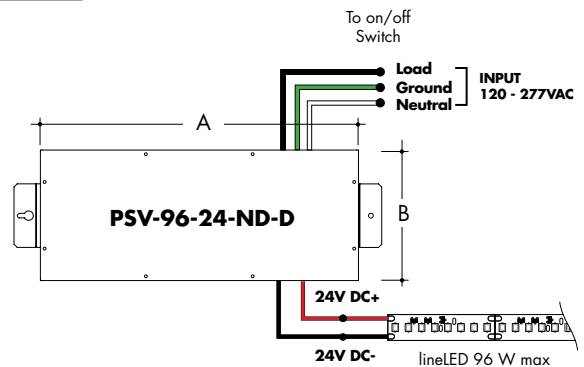 To on/off
Switch
Load
Ground
Neutral
INPUT
120 - 277VAC
A
PSV-96-24-ND-D
B
24V DC+
24V DC-
lineLED 96 W max